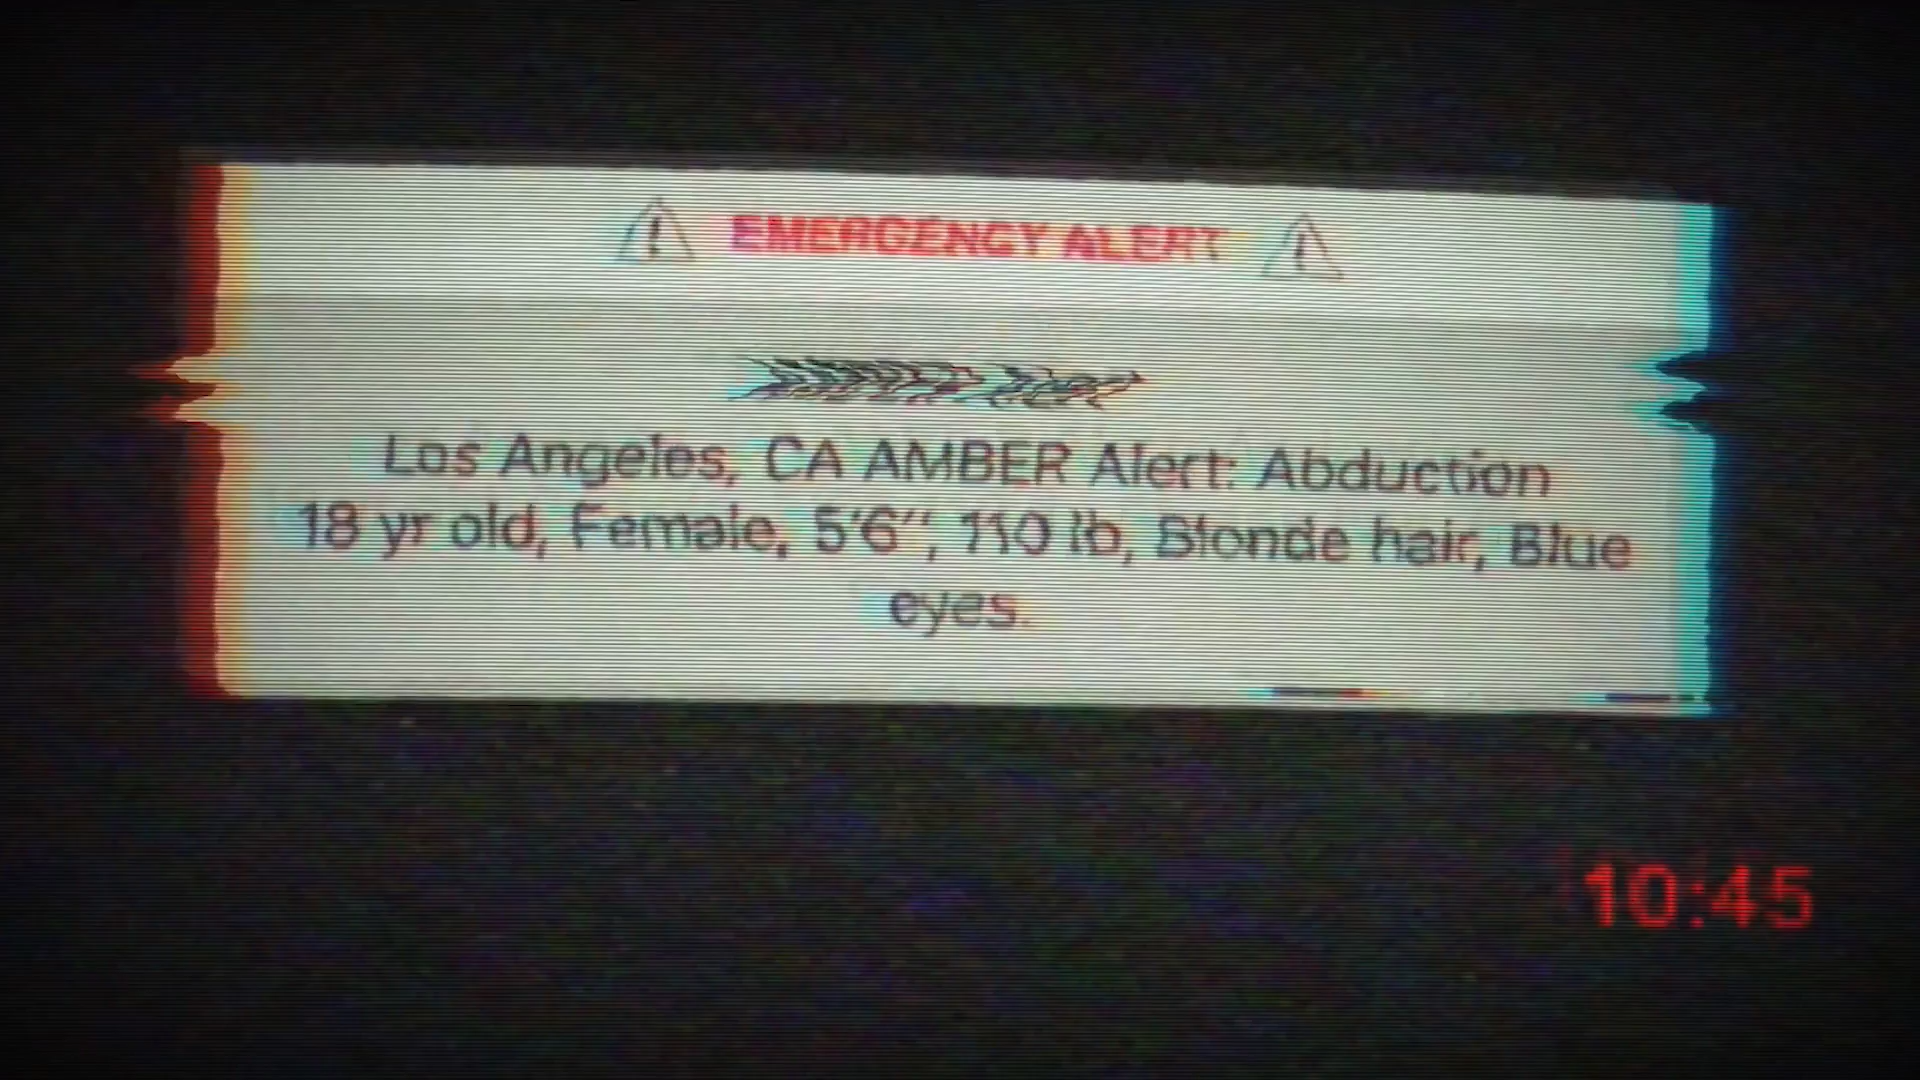 EMERGENCY ALERT
Los Angeles, CA AMBER Alert: Abduction
18 yr old, Female, 5'6", 110 lb, Blonde hair, Blue
eyes.
10:45